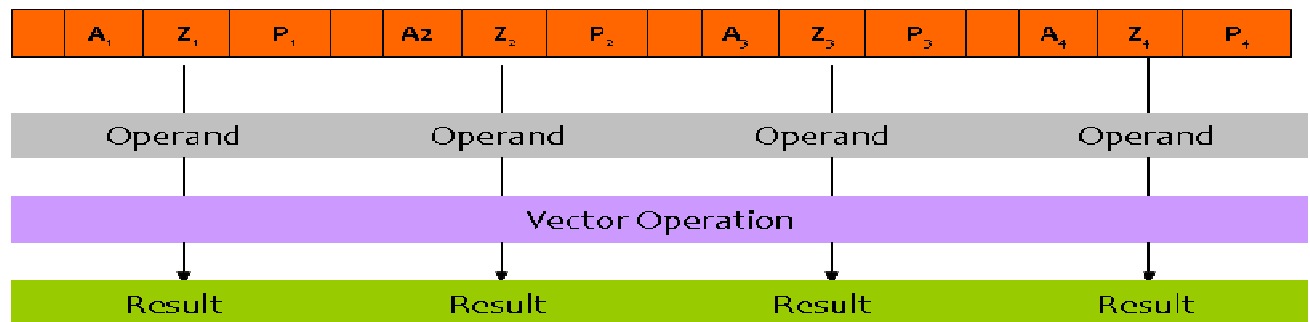 A₁ Z₁ P₁ A2 Z₂ P₂ A₃ Z₃ P₃ A₄ Z₄ P₄
Operand Operand Operand Operand
Vector Operation
Result Result Result Result